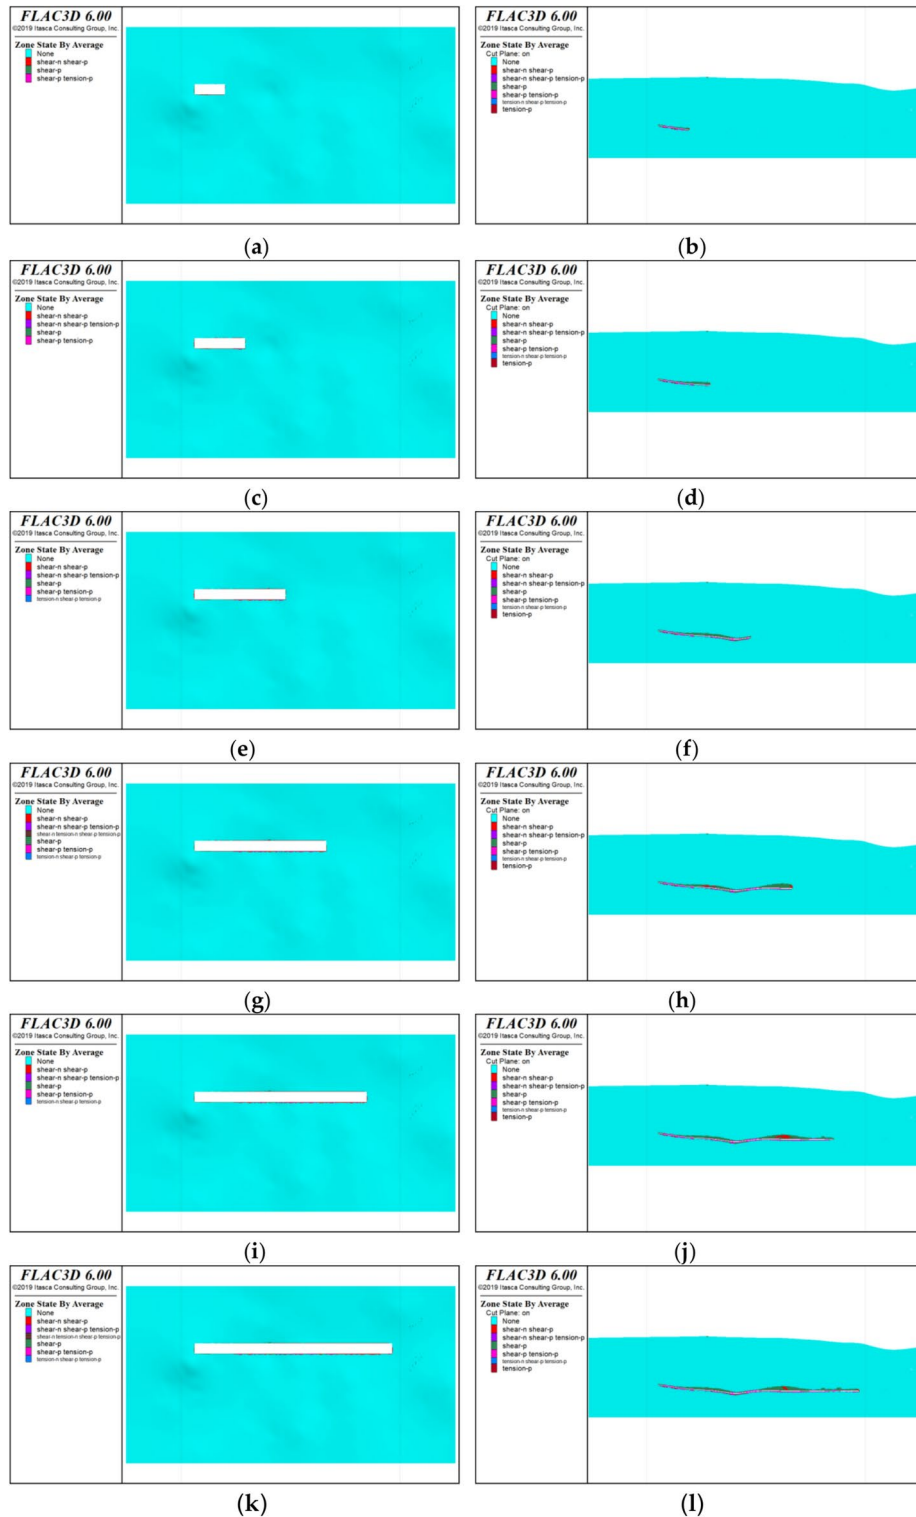 FLAC3D 6.00
©2019 Itasca Consulting Group, Inc.
Zone State By Average
None
shear-n shear-p
shear-p
shear-p tension-p
(a)
FLAC3D 6.00
©2019 Itasca Consulting Group, Inc.
Zone State By Average
Cut Plane: on
None
shear-n shear-p
shear-n shear-p tension-p
shear-p
shear-p tension-p
tension-n shear-p tension-p
tension-p
(b)
FLAC3D 6.00
©2019 Itasca Consulting Group, Inc.
Zone State By Average
None
shear-n shear-p
shear-n shear-p tension-p
shear-p
shear-p tension-p
(c)
FLAC3D 6.00
©2019 Itasca Consulting Group, Inc.
Zone State By Average
Cut Plane: on
None
shear-n shear-p
shear-n shear-p tension-p
shear-p
shear-p tension-p
tension-n shear-p tension-p
tension-p
(d)
FLAC3D 6.00
©2019 Itasca Consulting Group, Inc.
Zone State By Average
None
shear-n shear-p
shear-n shear-p tension-p
shear-p
shear-p tension-p
tension-n shear-p tension-p
(e)
FLAC3D 6.00
©2019 Itasca Consulting Group, Inc.
Zone State By Average
Cut Plane: on
None
shear-n shear-p
shear-n shear-p tension-p
shear-p
shear-p tension-p
tension-n shear-p tension-p
tension-p
(f)
FLAC3D 6.00
©2019 Itasca Consulting Group, Inc.
Zone State By Average
None
shear-n shear-p
shear-n shear-p tension-p
shear-n tension-n shear-p tension-p
shear-p
shear-p tension-p
tension-n shear-p tension-p
(g)
FLAC3D 6.00
©2019 Itasca Consulting Group, Inc.
Zone State By Average
Cut Plane: on
None
shear-n shear-p
shear-n shear-p tension-p
shear-p
shear-p tension-p
tension-n shear-p tension-p
tension-p
(h)
FLAC3D 6.00
©2019 Itasca Consulting Group, Inc.
Zone State By Average
None
shear-n shear-p
shear-n shear-p tension-p
shear-p
shear-p tension-p
tension-n shear-p tension-p
(i)
FLAC3D 6.00
©2019 Itasca Consulting Group, Inc.
Zone State By Average
Cut Plane: on
None
shear-n shear-p
shear-n shear-p tension-p
shear-p
shear-p tension-p
tension-n shear-p tension-p
tension-p
(j)
FLAC3D 6.00
©2019 Itasca Consulting Group, Inc.
Zone State By Average
None
shear-n shear-p
shear-n shear-p tension-p
shear-n tension-n shear-p tension-p
shear-p
shear-p tension-p
tension-n shear-p tension-p
(k)
FLAC3D 6.00
©2019 Itasca Consulting Group, Inc.
Zone State By Average
Cut Plane: on
None
shear-n shear-p
shear-n shear-p tension-p
shear-p
shear-p tension-p
tension-n shear-p tension-p
tension-p
(l)